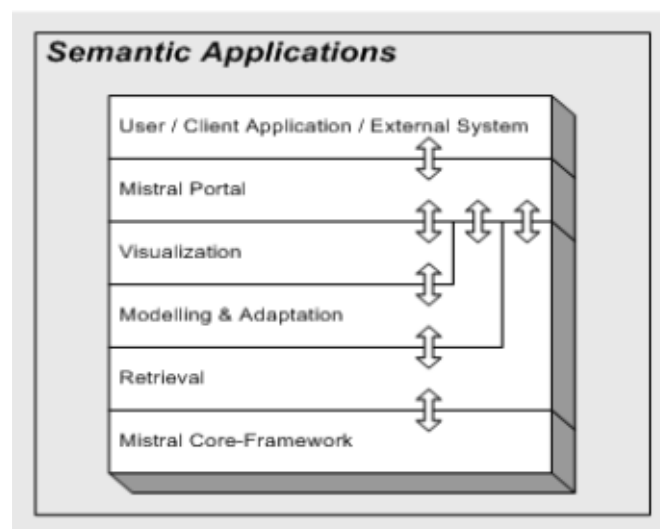 Semantic Applications
User / Client Application / External System
Mistral Portal
Visualization
Modelling & Adaptation
Retrieval
Mistral Core-Framework